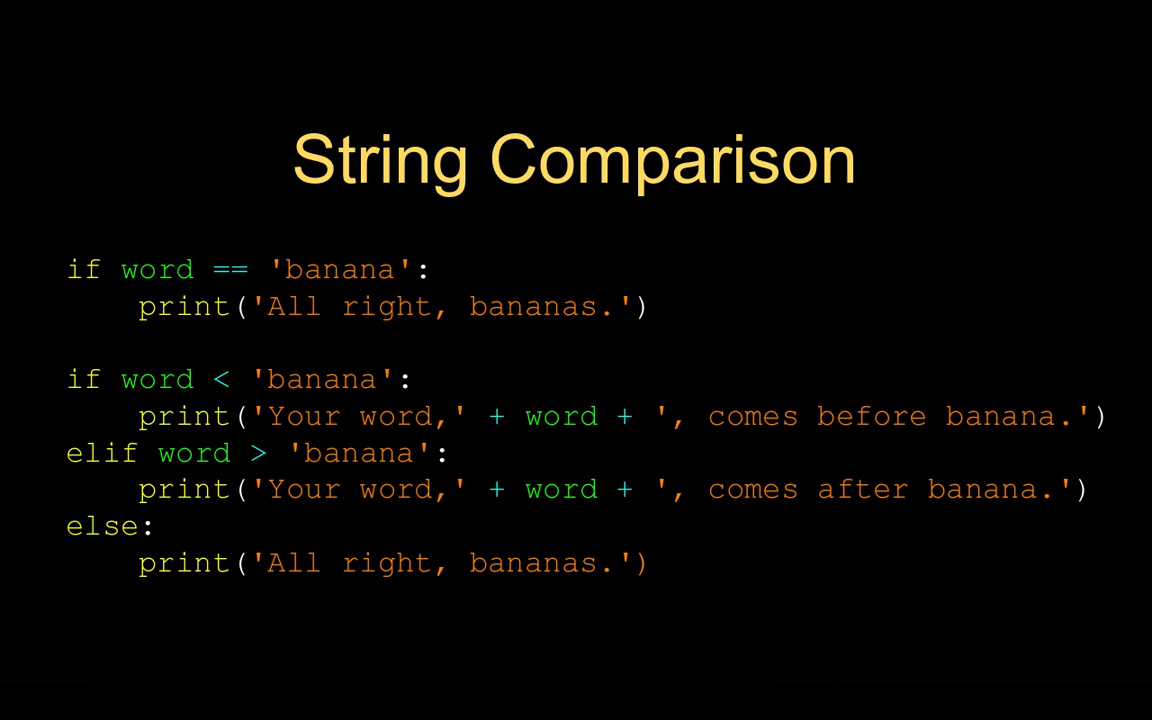 String Comparison
if word == 'banana':
    print('All right, bananas.')
if word < 'banana':
    print('Your word,' + word + ', comes before banana.')
elif word > 'banana':
    print('Your word,' + word + ', comes after banana.')
else:
    print('All right, bananas.')